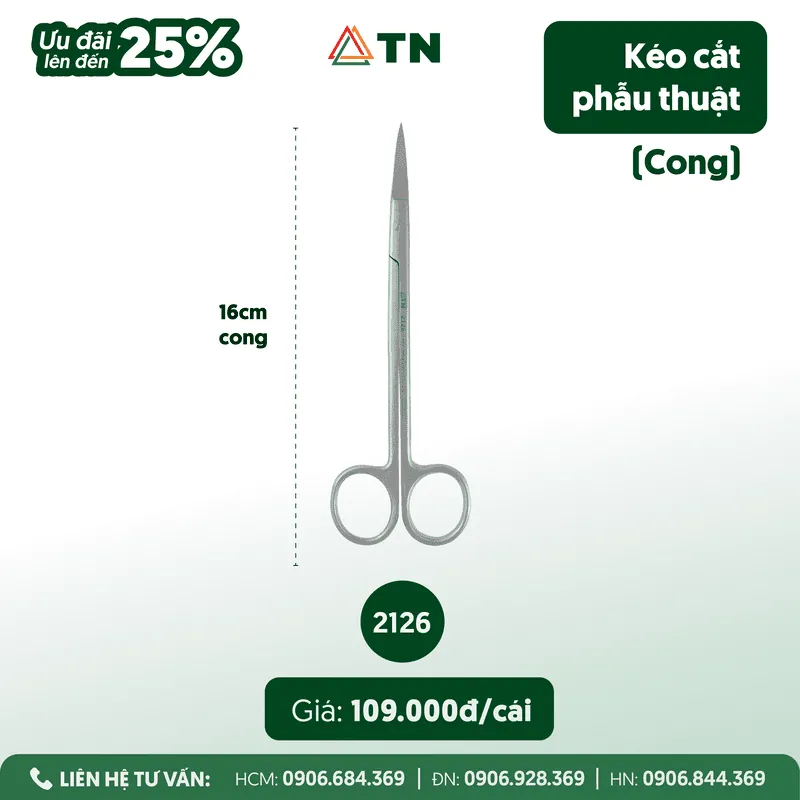 Ưu đãi
lên đến
25%
TN
Kéo cắt
phẫu thuật
(Cong)
16cm
cong
2126
2126
Giá: 109.000đ/cái
LIÊN HỆ TƯ VẤN: HCM: 0906.684.369 | ĐN: 0906.928.369 | HN: 0906.844.369